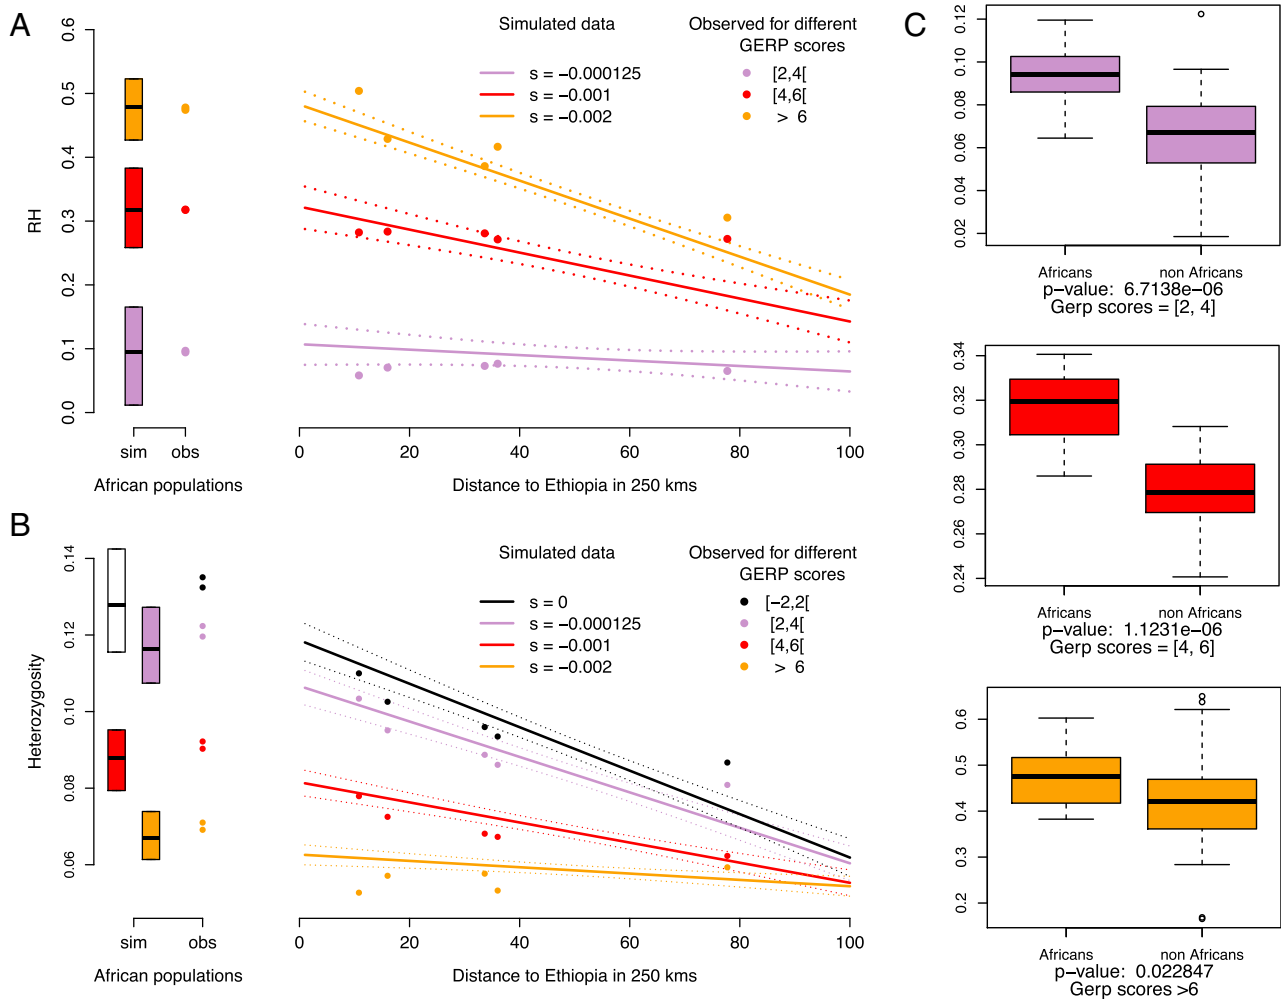 A
Simulated data
s = −0.000125
s = −0.001
s = −0.002
Observed for different
GERP scores
[2,4[
[4,6[
> 6
RH
0.6
0.5
0.4
0.3
0.2
0.1
0.0
sim
obs
African populations
0
20
40
60
80
100
Distance to Ethiopia in 250 kms
B
Simulated data
s = 0
s = −0.000125
s = −0.001
s = −0.002
Observed for different
GERP scores
[−2,2[
[2,4[
[4,6[
> 6
Heterozygosity
0.14
0.12
0.10
0.08
0.06
sim
obs
African populations
0
20
40
60
80
100
Distance to Ethiopia in 250 kms
C
0.12
0.10
0.08
0.06
0.04
0.02
Africans
non Africans
p−value: 6.7138e−06
Gerp scores = [2, 4]
0.34
0.32
0.30
0.28
0.26
0.24
Africans
non Africans
p−value: 1.1231e−06
Gerp scores = [4, 6]
0.6
0.5
0.4
0.3
0.2
Africans
non Africans
p−value: 0.022847
Gerp scores >6